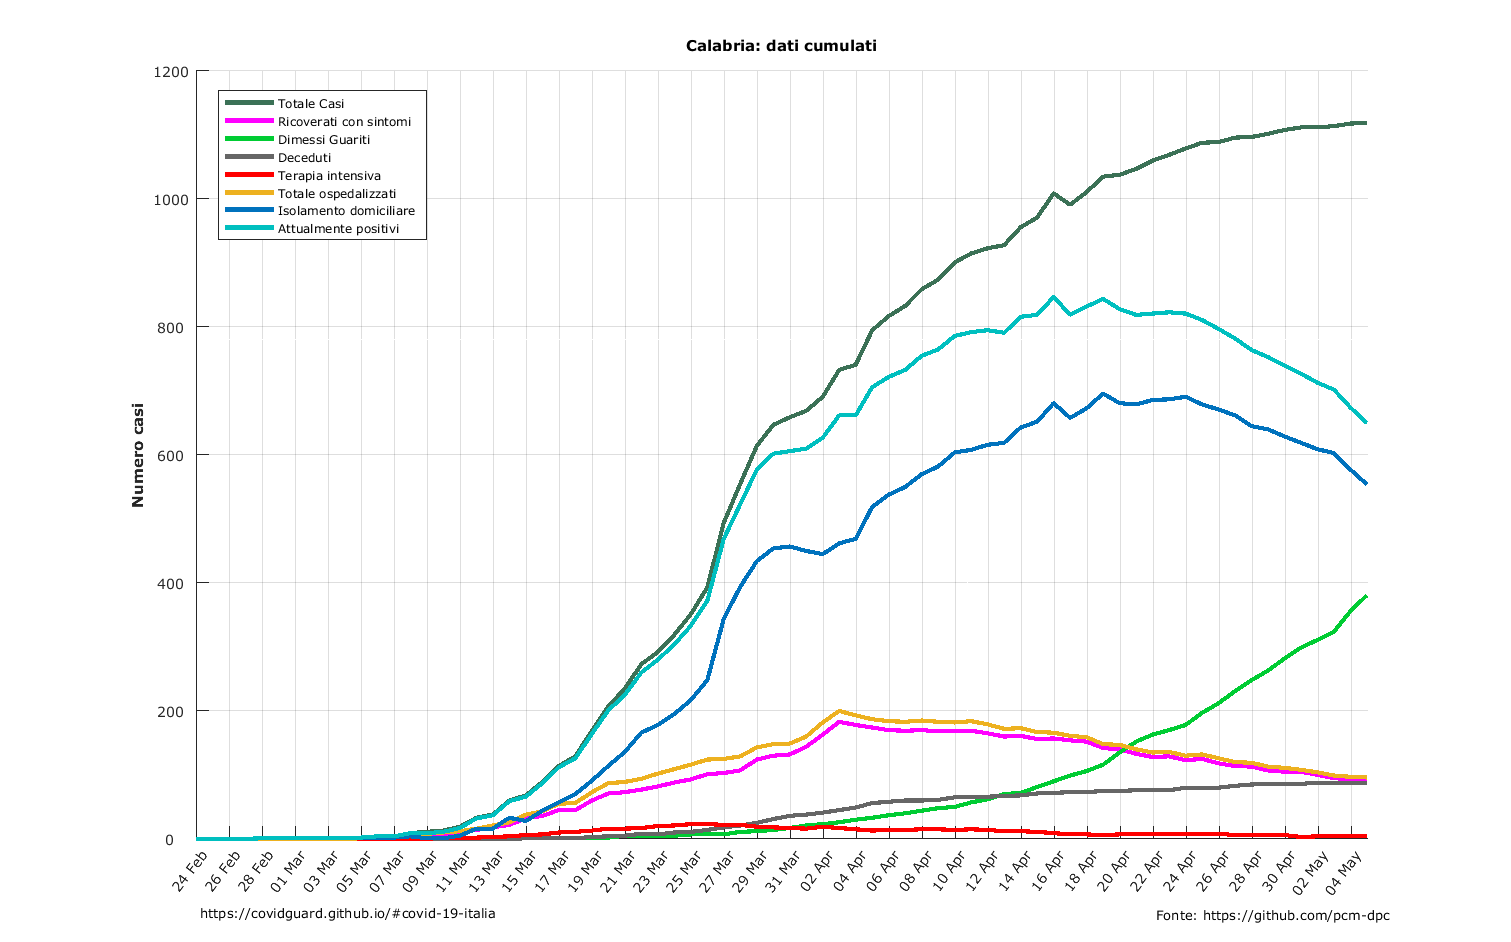 Calabria: dati cumulati
1200
1000
800
600
400
200
0
Numero casi
Totale Casi
Ricoverati con sintomi
Dimessi Guariti
Deceduti
Terapia intensiva
Totale ospedalizzati
Isolamento domiciliare
Attualmente positivi
24 Feb
26 Feb
28 Feb
01 Mar
03 Mar
05 Mar
07 Mar
09 Mar
11 Mar
13 Mar
15 Mar
17 Mar
19 Mar
21 Mar
23 Mar
25 Mar
27 Mar
29 Mar
31 Mar
02 Apr
04 Apr
06 Apr
08 Apr
10 Apr
12 Apr
14 Apr
16 Apr
18 Apr
20 Apr
22 Apr
24 Apr
26 Apr
28 Apr
30 Apr
02 May
04 May
https://covidguard.github.io/#covid-19-italia
Fonte: https://github.com/pcm-dpc